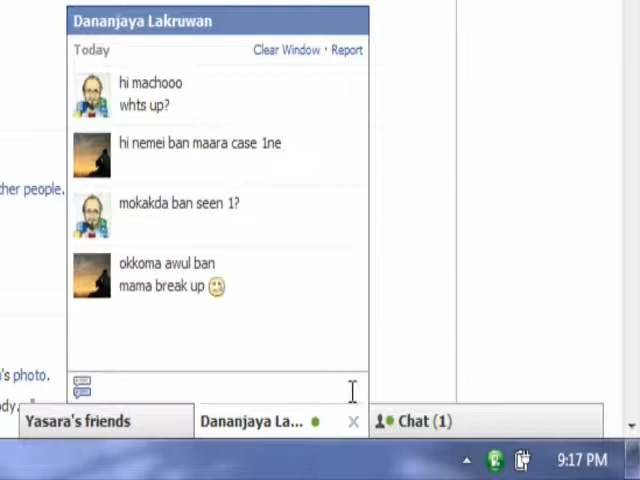 Dananjaya Lakruwan
Today
Clear Window · Report
hi machooo
whts up?
hi nemei ban maara case 1ne
ther people.
mokakda ban seen 1?
okkoma awul ban
mama break up
's photo.
dy.. "
Yasara's friends
Dananjaya La...
Chat (1)
9:17 PM